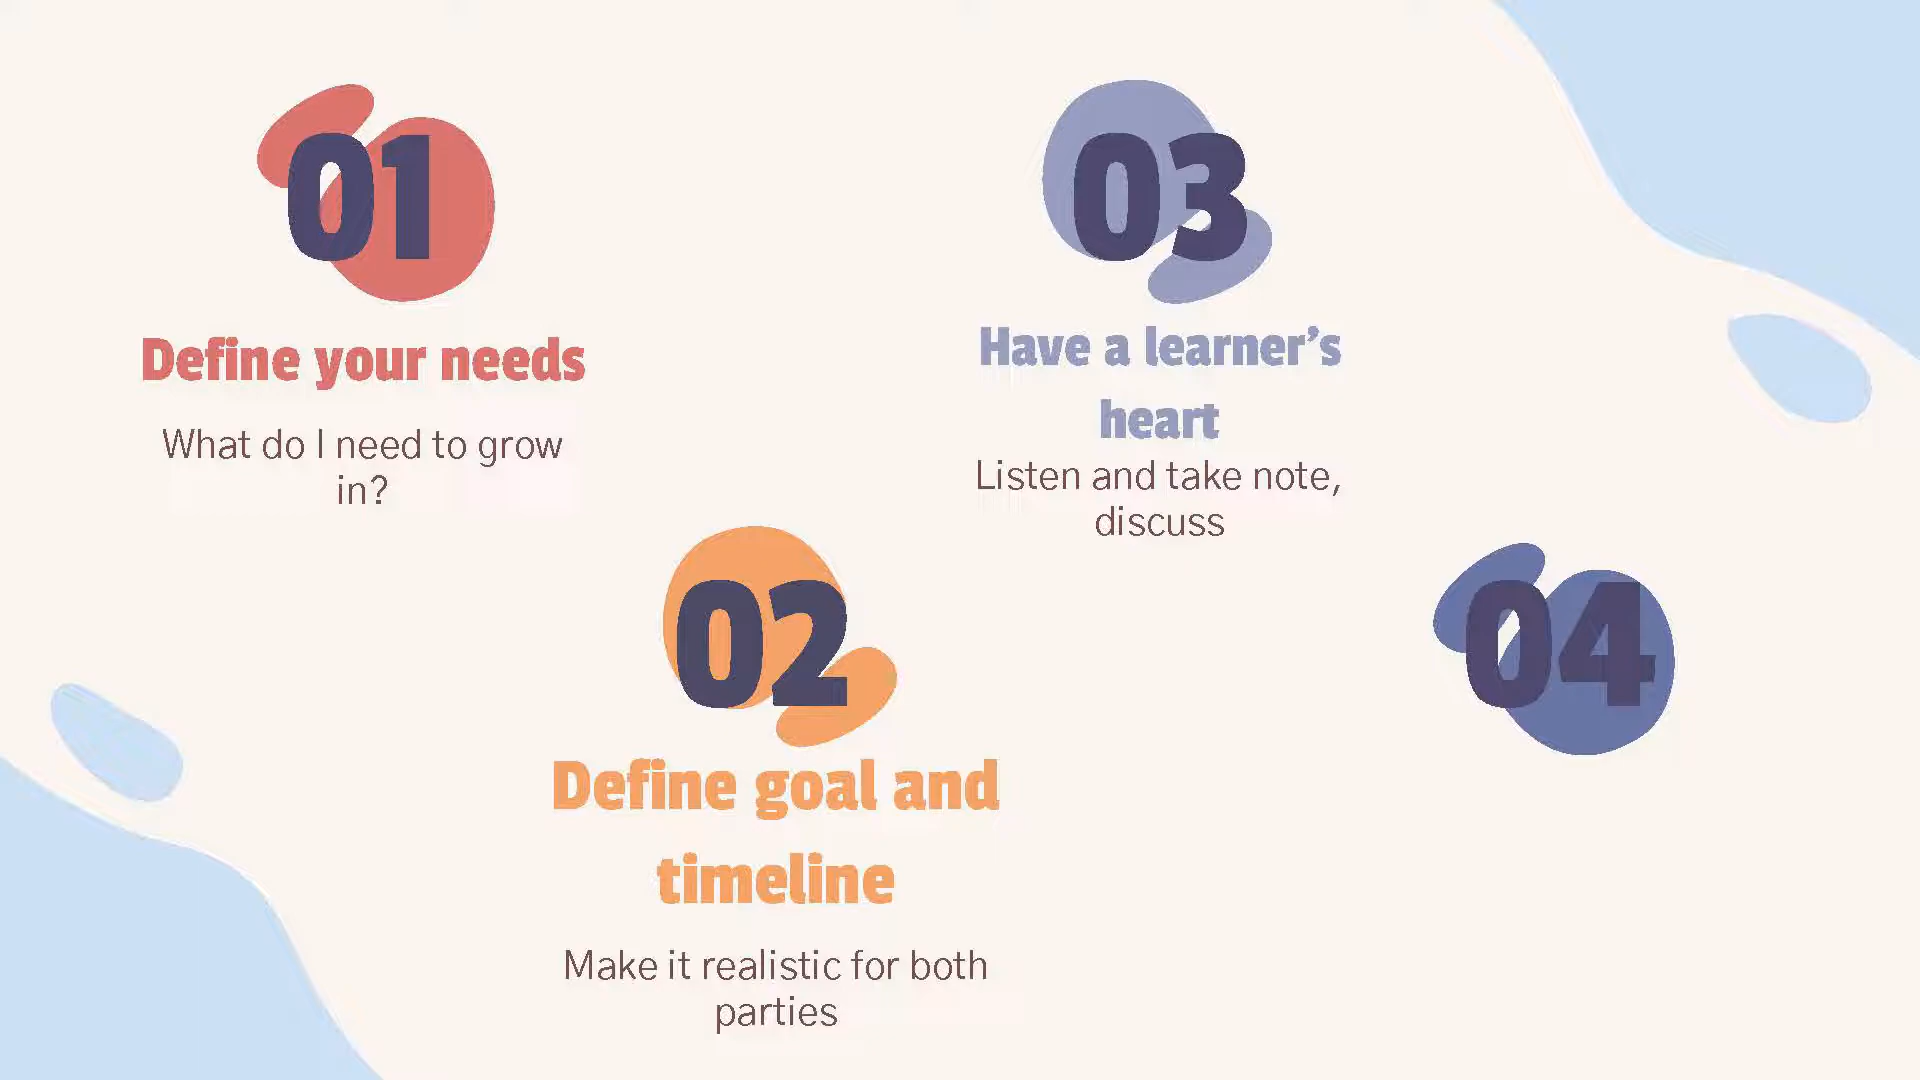 01
Define your needs
What do I need to grow
in?
02
Define goal and
timeline
Make it realistic for both
parties
03
Have a learner’s
heart
Listen and take note,
discuss
04